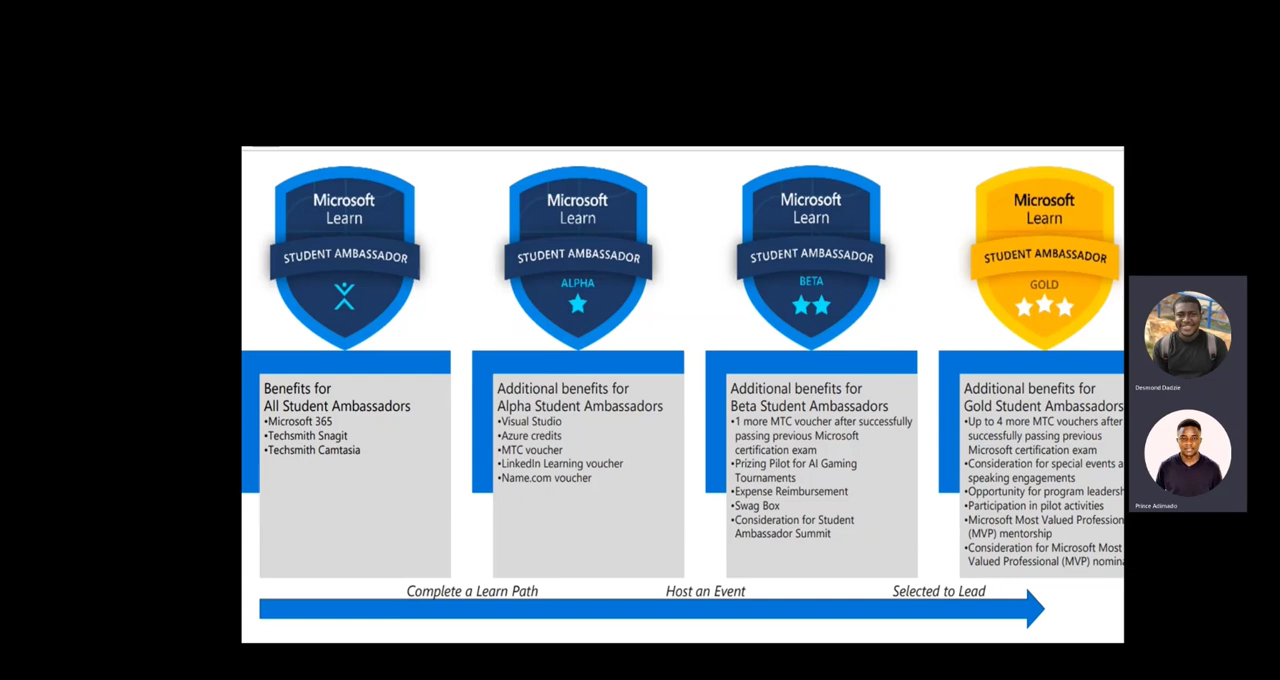 Microsoft
Learn
STUDENT AMBASSADOR
Microsoft
Learn
STUDENT AMBASSADOR
ALPHA
Microsoft
Learn
STUDENT AMBASSADOR
BETA
Microsoft
Learn
STUDENT AMBASSADOR
GOLD
Benefits for
All Student Ambassadors
•Microsoft 365
•Techsmith Snagit
•Techsmith Camtasia
Additional benefits for
Alpha Student Ambassadors
•Visual Studio
•Azure credits
•MTC voucher
•LinkedIn Learning voucher
•Name.com voucher
Additional benefits for
Beta Student Ambassadors
•1 more MTC voucher after successfully
passing previous Microsoft
certification exam
•Prizing Pilot for AI Gaming
Tournaments
•Expense Reimbursement
•Swag Box
•Consideration for Student
Ambassador Summit
Additional benefits for
Gold Student Ambassadors
•Up to 4 more MTC vouchers after
successfully passing previous
Microsoft certification exam
•Consideration for special events a
speaking engagements
•Opportunity for program leadersh
•Participation in pilot activities
•Microsoft Most Valued Profession
(MVP) mentorship
•Consideration for Microsoft Most
Valued Professional (MVP) nomin
Complete a Learn Path
Host an Event
Selected to Lead
Desmond Dadzie
Prince Adimado